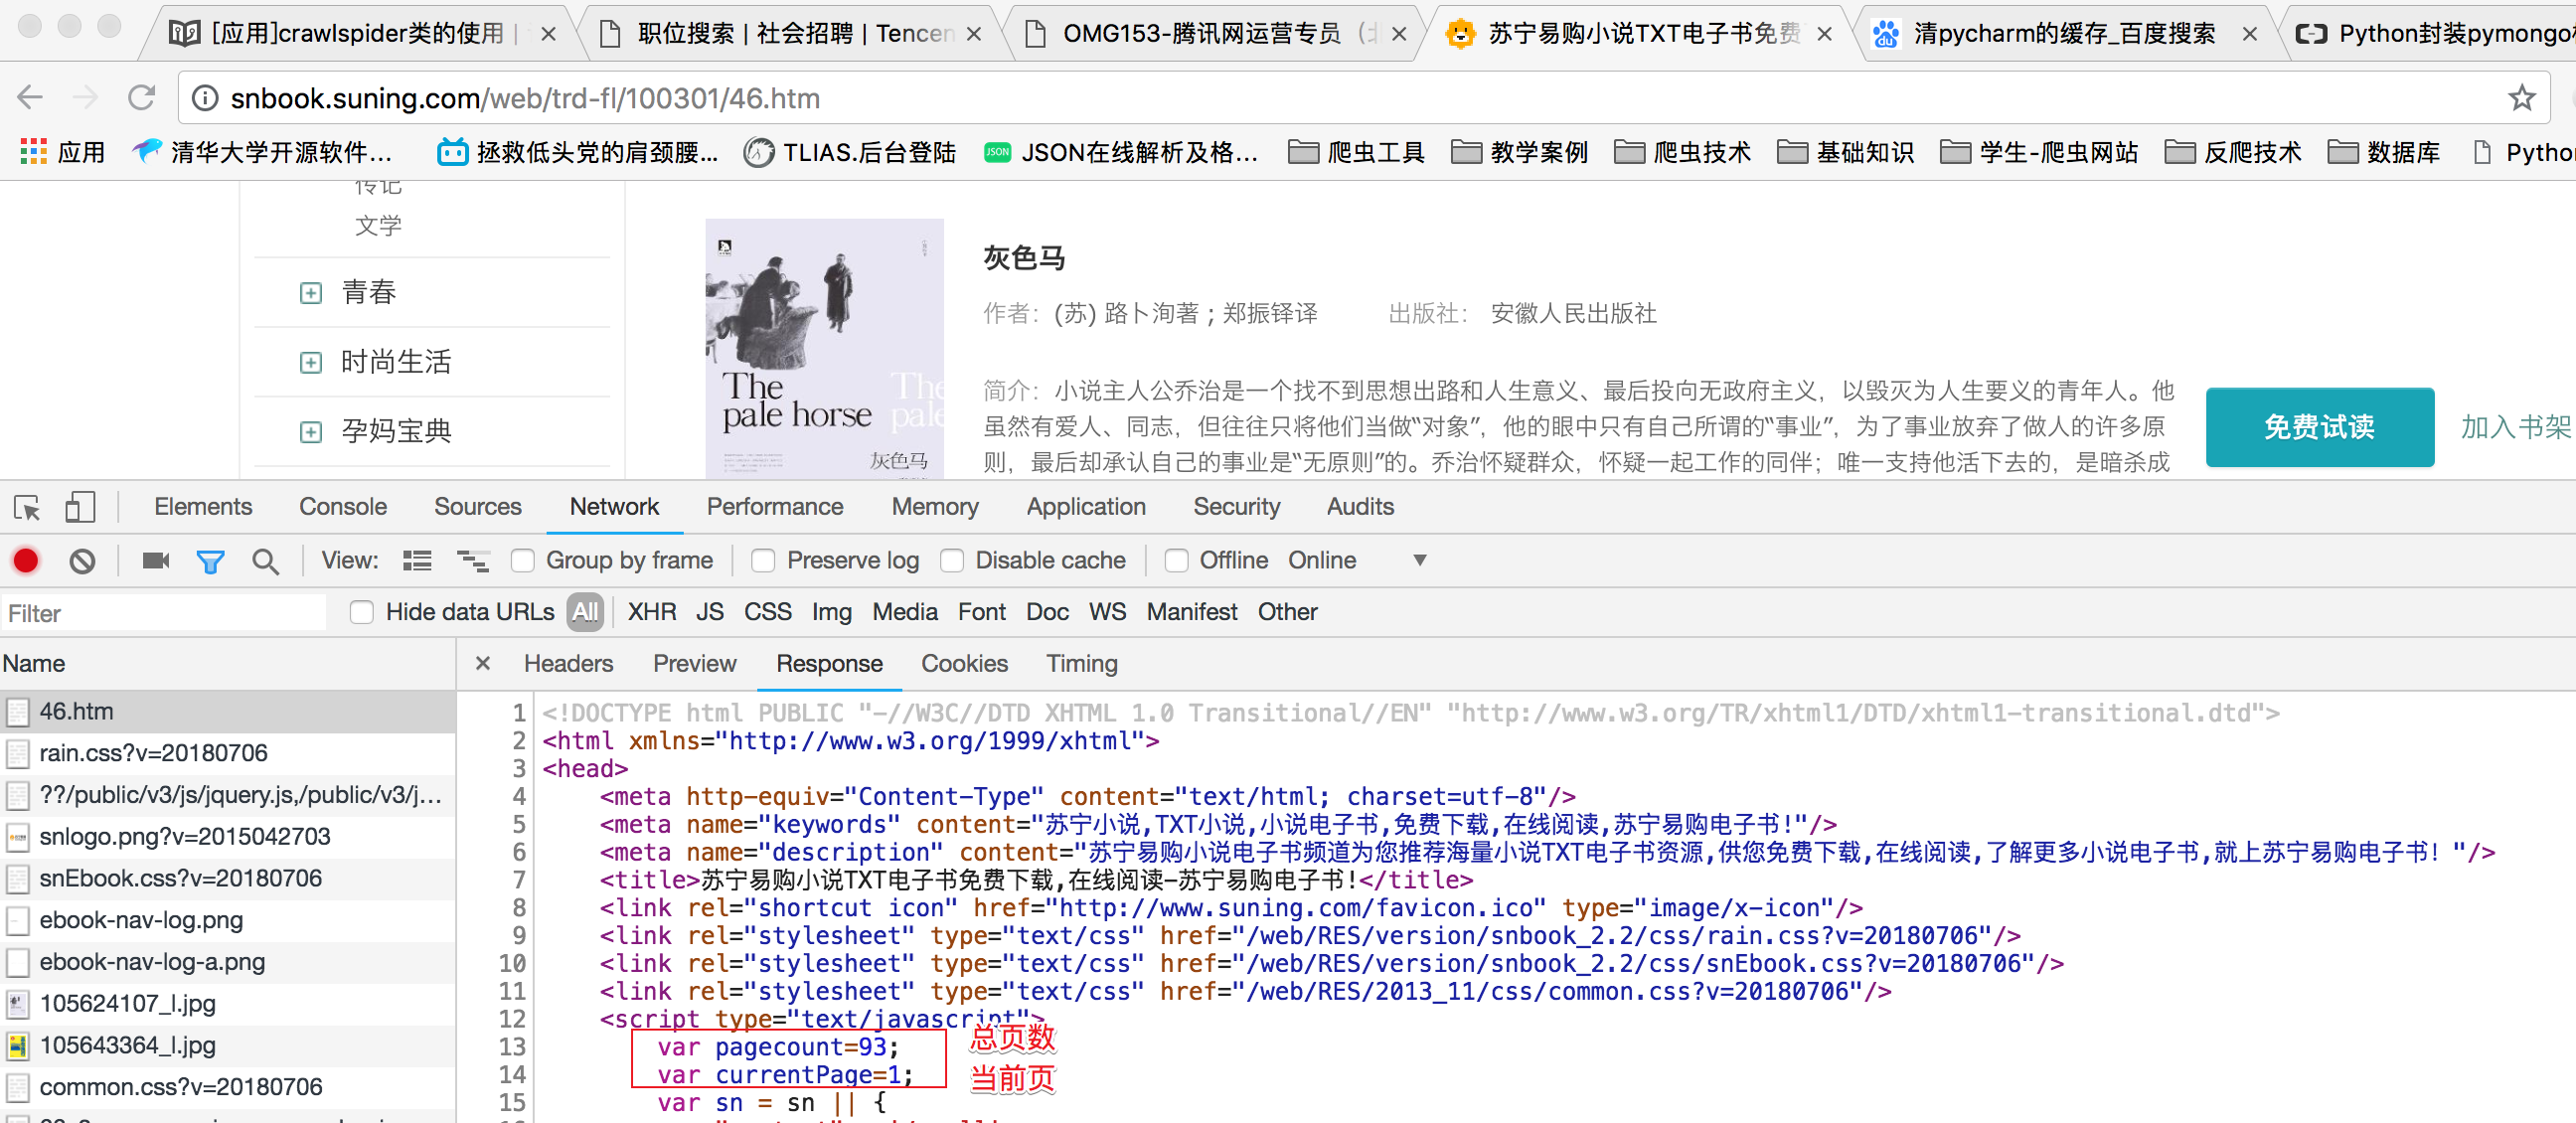 [应用]crawlspider类的使用 |
职位搜索 | 社会招聘 | Tencen
OMG153-腾讯网运营专员
苏宁易购小说TXT电子书免费
清pycharm的缓存_百度搜索
Python封装pymongo
snbook.suning.com/web/trd-fl/100301/46.htm
应用 清华大学开源软件... 拯救低头党的肩颈腰... TLIAS.后台登陆 JSON在线解析及格... 爬虫工具 教学案例 爬虫技术 基础知识 学生-爬虫网站 反爬技术 数据库 Pytho
传记
文学
青春
时尚生活
孕妈宝典
The
pale horse
The
pale
灰色马
灰色马
作者： (苏) 路卜洵著 ; 郑振铎译 出版社： 安徽人民出版社
简介：小说主人公乔治是一个找不到思想出路和人生意义、最后投向无政府主义，以毁灭为人生要义的青年人。他
虽然有爱人、同志，但往往只将他们当做“对象”，他的眼中只有自己所谓的“事业”，为了事业放弃了做人的许多原
则，最后却承认自己的事业是“无原则”的。乔治怀疑群众，怀疑一起工作的同伴；唯一支持他活下去的，是暗杀成
免费试读 加入书架
Elements Console Sources Network Performance Memory Application Security Audits
View: Group by frame Preserve log Disable cache Offline Online
Filter Hide data URLs All XHR JS CSS Img Media Font Doc WS Manifest Other
Name
Headers Preview Response Cookies Timing
46.htm
rain.css?v=20180706
??/public/v3/js/jquery.js,/public/v3/j...
snlogo.png?v=2015042703
snEbook.css?v=20180706
ebook-nav-log.png
ebook-nav-log-a.png
105624107_l.jpg
105643364_l.jpg
common.css?v=20180706
1 <!DOCTYPE html PUBLIC "-//W3C//DTD XHTML 1.0 Transitional//EN" "http://www.w3.org/TR/xhtml1/DTD/xhtml1-transitional.dtd">
2 <html xmlns="http://www.w3.org/1999/xhtml">
3 <head>
4 <meta http-equiv="Content-Type" content="text/html; charset=utf-8"/>
5 <meta name="keywords" content="苏宁小说,TXT小说,小说电子书,免费下载,在线阅读,苏宁易购电子书!"/>
6 <meta name="description" content="苏宁易购小说电子书频道为您推荐海量小说TXT电子书资源,供您免费下载,在线阅读,了解更多小说电子书,就上苏宁易购电子书! "/>
7 <title>苏宁易购小说TXT电子书免费下载,在线阅读-苏宁易购电子书!</title>
8 <link rel="shortcut icon" href="http://www.suning.com/favicon.ico" type="image/x-icon"/>
9 <link rel="stylesheet" type="text/css" href="/web/RES/version/snbook_2.2/css/rain.css?v=20180706"/>
10 <link rel="stylesheet" type="text/css" href="/web/RES/version/snbook_2.2/css/snEbook.css?v=20180706"/>
11 <link rel="stylesheet" type="text/css" href="/web/RES/2013_11/css/common.css?v=20180706"/>
12 <script type="text/javascript">
13 var pagecount=93; 总页数
14 var currentPage=1; 当前页
15 var sn = sn || {